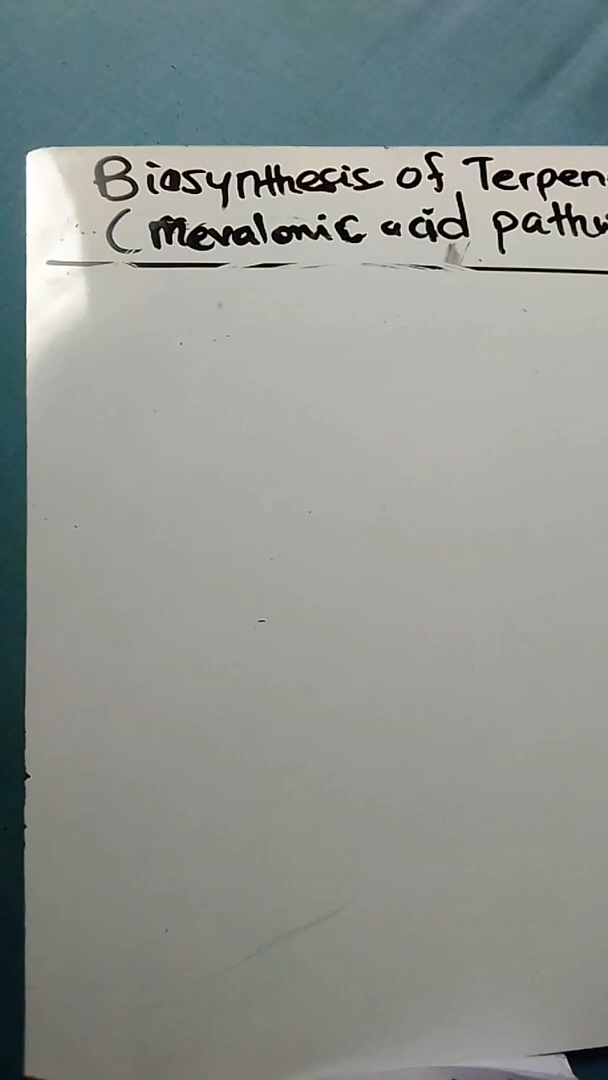 Biosynthesis of Terpen
(mevalonic acid pathw